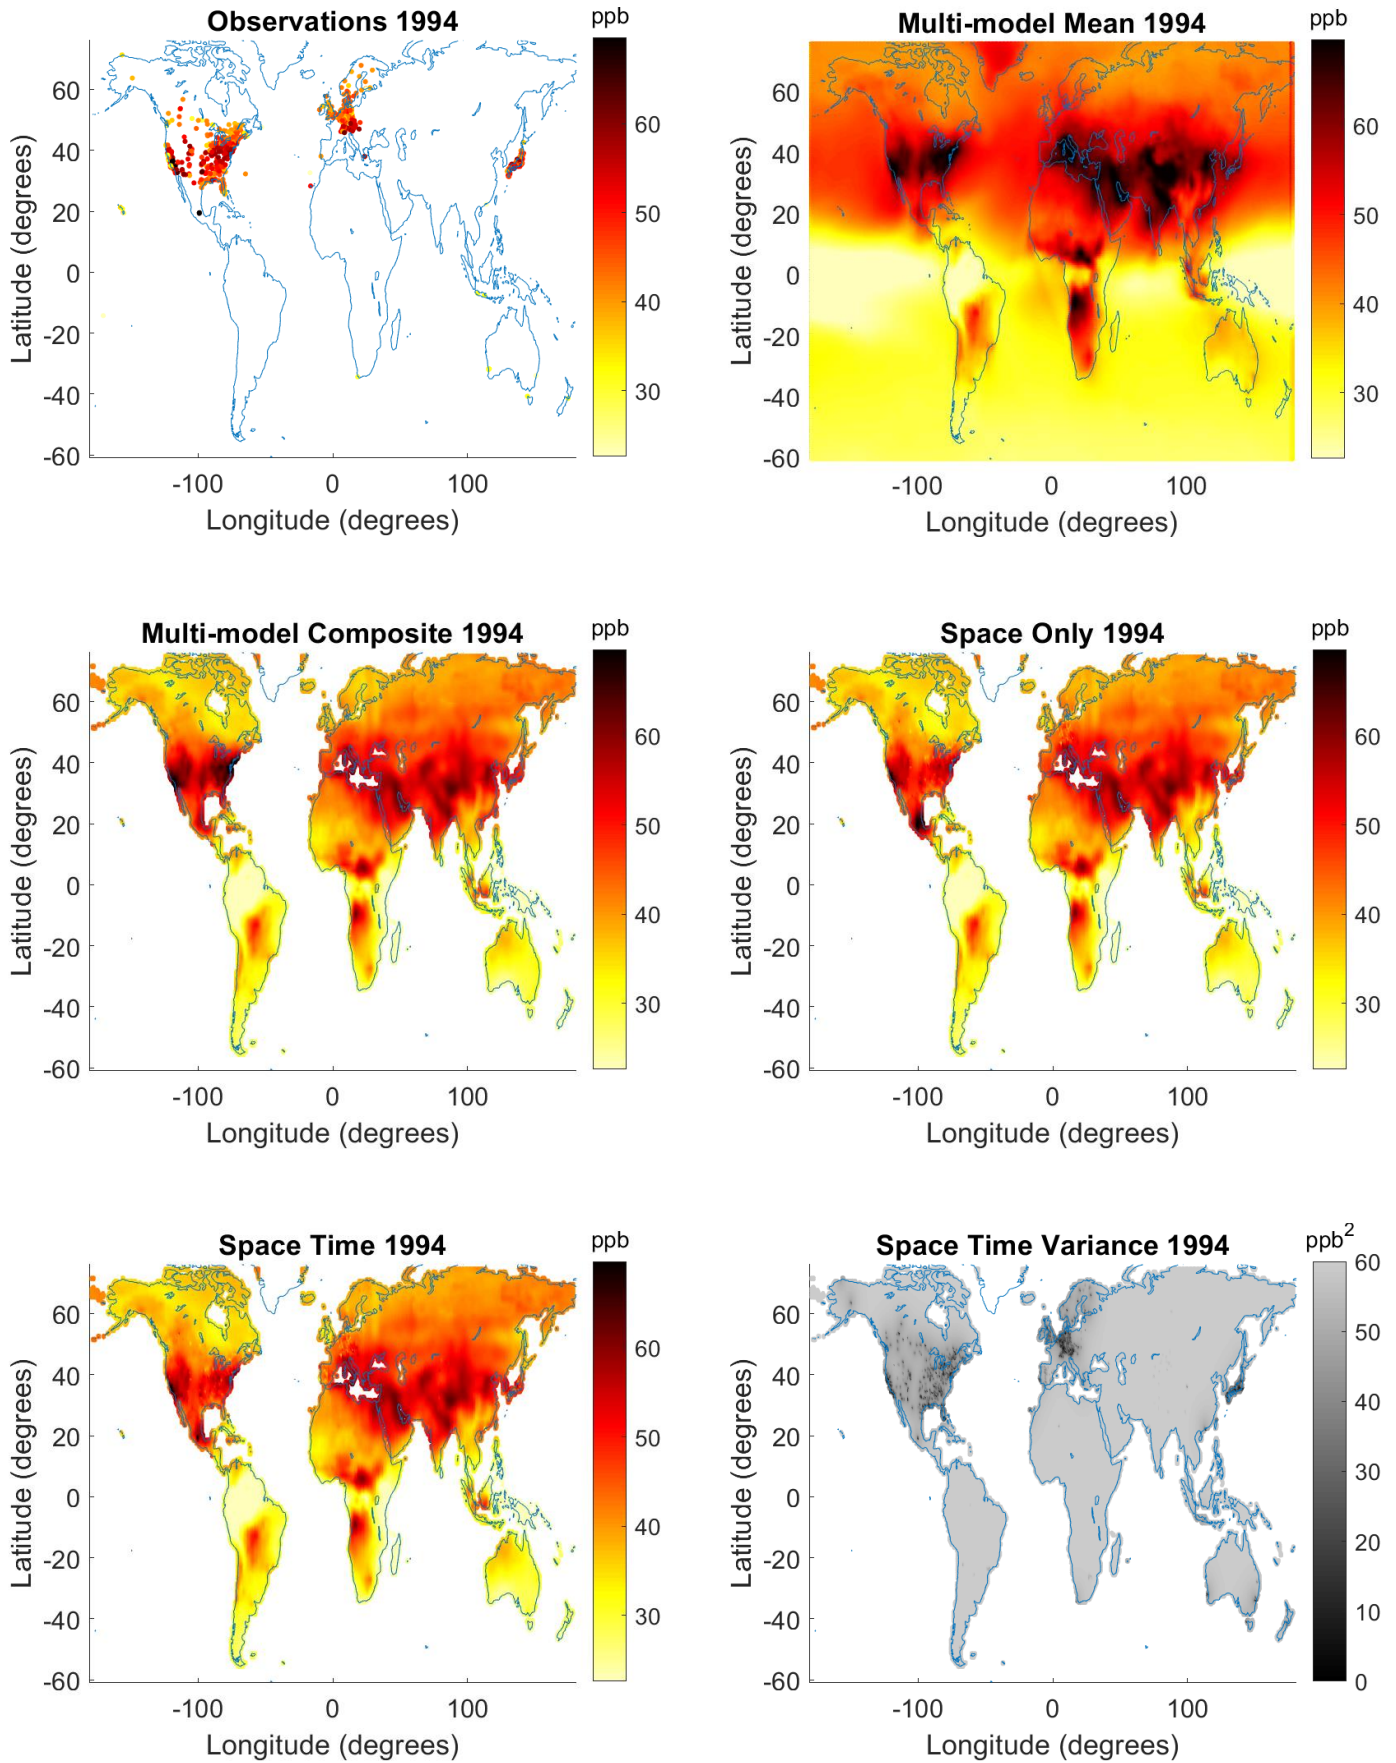 Observations 1994
ppb
60
40
20
0
-20
-40
-60
Latitude (degrees)
-100 0 100
Longitude (degrees)
60
50
40
30
Multi-model Mean 1994
ppb
60
40
20
0
-20
-40
-60
Latitude (degrees)
-100 0 100
Longitude (degrees)
60
50
40
30
Multi-model Composite 1994
ppb
60
40
20
0
-20
-40
-60
Latitude (degrees)
-100 0 100
Longitude (degrees)
60
50
40
30
Space Only 1994
ppb
60
40
20
0
-20
-40
-60
Latitude (degrees)
-100 0 100
Longitude (degrees)
60
50
40
30
Space Time 1994
ppb
60
40
20
0
-20
-40
-60
Latitude (degrees)
-100 0 100
Longitude (degrees)
60
50
40
30
Space Time Variance 1994
ppb²
60
40
20
0
-20
-40
-60
Latitude (degrees)
-100 0 100
Longitude (degrees)
60
50
40
30
20
10
0